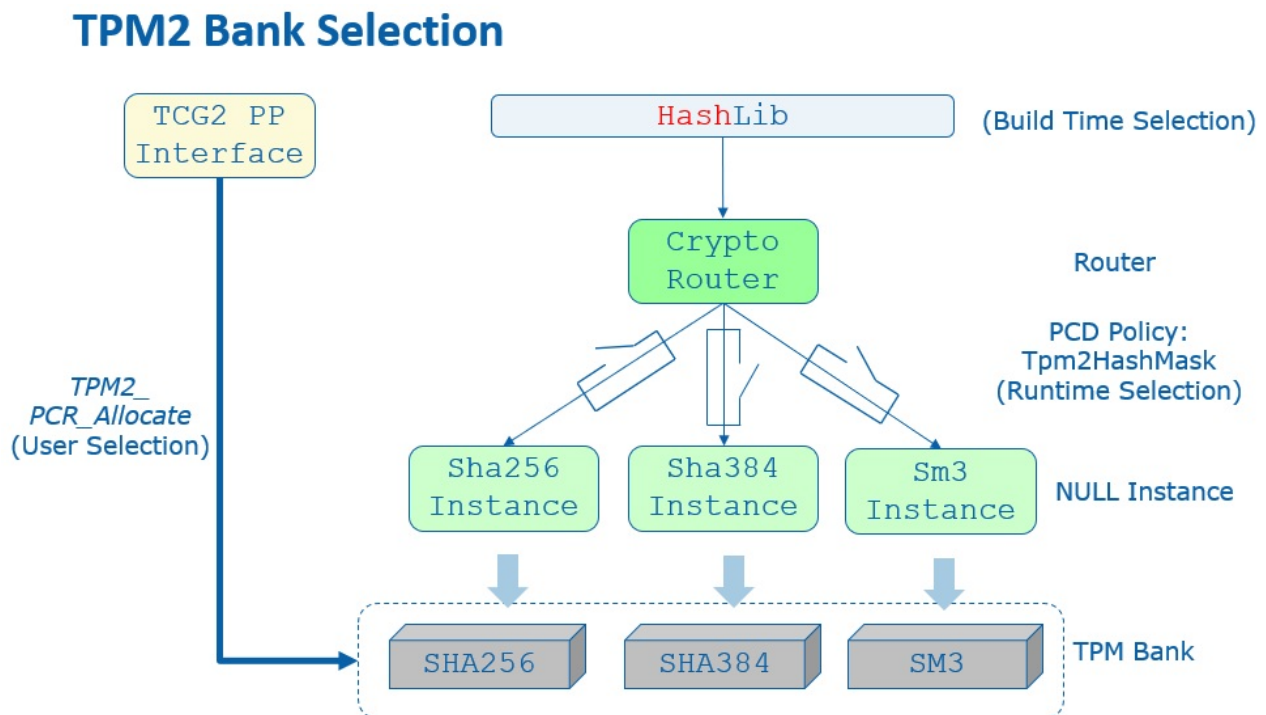 TPM2 Bank Selection
TCG2 PP
Interface
HashLib
(Build Time Selection)
Crypto
Router
Router
PCD Policy:
Tpm2HashMask
(Runtime Selection)
TPM2_
PCR_Allocate
(User Selection)
Sha256
Instance
Sha384
Instance
Sm3
Instance
NULL Instance
SHA256
SHA384
SM3
TPM Bank